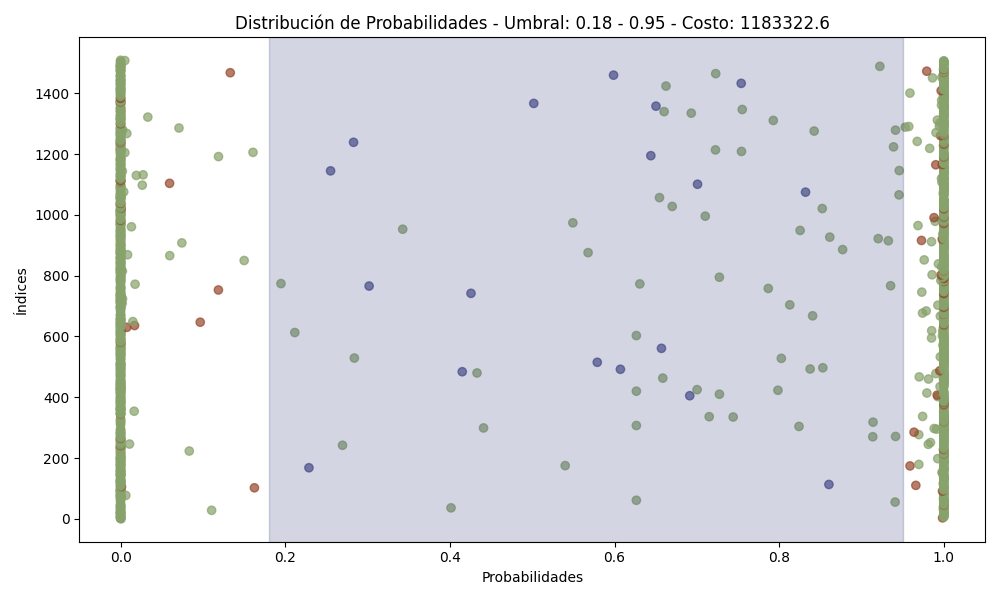 Distribución de Probabilidades - Umbral: 0.18 - 0.95 - Costo: 1183322.6
Índices
1400
1200
1000
800
600
400
200
0
0.0 0.2 0.4 0.6 0.8 1.0
Probabilidades